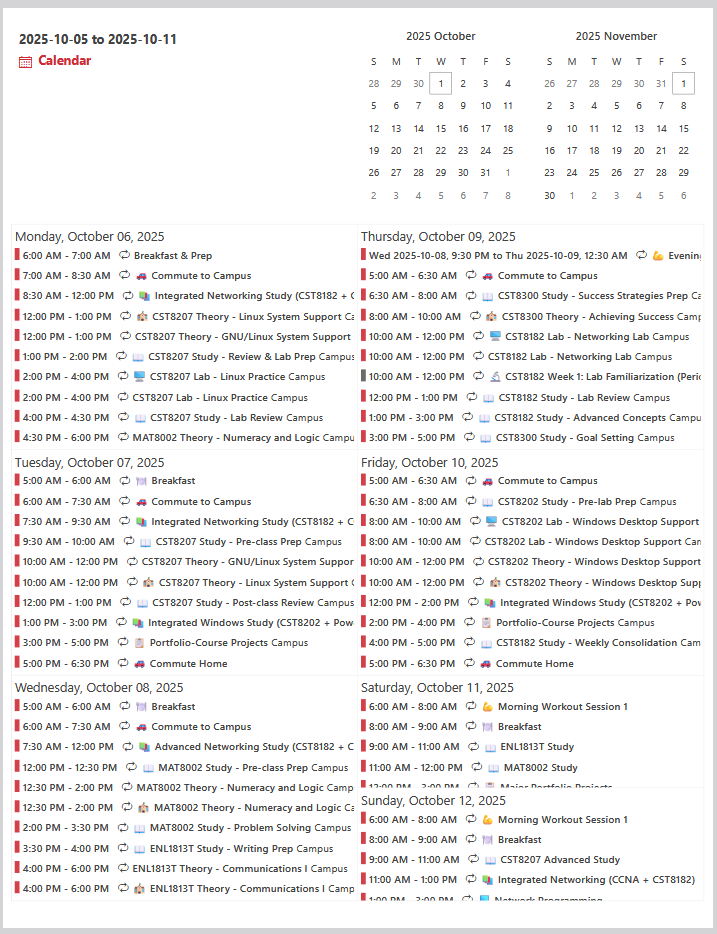 2025-10-05 to 2025-10-11
Calendar
2025 October
S M T W T F S
28 29 30 1 2 3 4
5 6 7 8 9 10 11
12 13 14 15 16 17 18
19 20 21 22 23 24 25
26 27 28 29 30 31 1
2 3 4 5 6 7 8
2025 November
S M T W T F S
26 27 28 29 30 31 1
2 3 4 5 6 7 8
9 10 11 12 13 14 15
16 17 18 19 20 21 22
23 24 25 26 27 28 29
30 1 2 3 4 5 6
Monday, October 06, 2025
6:00 AM - 7:00 AM Breakfast & Prep
7:00 AM - 8:30 AM Commute to Campus
8:30 AM - 12:00 PM Integrated Networking Study (CST8182 + C
12:00 PM - 1:00 PM CST8207 Theory - Linux System Support Ca
12:00 PM - 1:00 PM CST8207 Theory - GNU/Linux System Support
1:00 PM - 2:00 PM CST8207 Study - Review & Lab Prep Campus
2:00 PM - 4:00 PM CST8207 Lab - Linux Practice Campus
2:00 PM - 4:00 PM CST8207 Lab - Linux Practice Campus
4:00 PM - 4:30 PM CST8207 Study - Lab Review Campus
4:30 PM - 6:00 PM MAT8002 Theory - Numeracy and Logic Campu
Tuesday, October 07, 2025
5:00 AM - 6:00 AM Breakfast
6:00 AM - 7:30 AM Commute to Campus
7:30 AM - 9:30 AM Integrated Networking Study (CST8182 + C
9:30 AM - 10:00 AM CST8207 Study - Pre-class Prep Campus
10:00 AM - 12:00 PM CST8207 Theory - GNU/Linux System Suppor
10:00 AM - 12:00 PM CST8207 Theory - Linux System Support C
12:00 PM - 1:00 PM CST8207 Study - Post-class Review Campus
1:00 PM - 3:00 PM Integrated Windows Study (CST8202 + Pow
3:00 PM - 5:00 PM Portfolio-Course Projects Campus
5:00 PM - 6:30 PM Commute Home
Wednesday, October 08, 2025
5:00 AM - 6:00 AM Breakfast
6:00 AM - 7:30 AM Commute to Campus
7:30 AM - 12:00 PM Advanced Networking Study (CST8182 + C
12:00 PM - 12:30 PM MAT8002 Study - Pre-class Prep Campus
12:30 PM - 2:00 PM MAT8002 Theory - Numeracy and Logic Camp
12:30 PM - 2:00 PM MAT8002 Theory - Numeracy and Logic Ca
2:00 PM - 3:30 PM MAT8002 Study - Problem Solving Campus
3:30 PM - 4:00 PM ENL1813T Study - Writing Prep Campus
4:00 PM - 6:00 PM ENL1813T Theory - Communications I Campus
4:00 PM - 6:00 PM ENL1813T Theory - Communications I Camp
Thursday, October 09, 2025
Wed 2025-10-08, 9:30 PM to Thu 2025-10-09, 12:30 AM Evening
5:00 AM - 6:30 AM Commute to Campus
6:30 AM - 8:00 AM CST8300 Study - Success Strategies Prep Ca
8:00 AM - 10:00 AM CST8300 Theory - Achieving Success Camp
10:00 AM - 12:00 PM CST8182 Lab - Networking Lab Campus
10:00 AM - 12:00 PM CST8182 Lab - Networking Lab Campus
10:00 AM - 12:00 PM CST8182 Week 1: Lab Familiarization (Peric
12:00 PM - 1:00 PM CST8182 Study - Lab Review Campus
1:00 PM - 3:00 PM CST8182 Study - Advanced Concepts Campu
3:00 PM - 5:00 PM CST8300 Study - Goal Setting Campus
Friday, October 10, 2025
5:00 AM - 6:30 AM Commute to Campus
6:30 AM - 8:00 AM CST8202 Study - Pre-lab Prep Campus
8:00 AM - 10:00 AM CST8202 Lab - Windows Desktop Support
8:00 AM - 10:00 AM CST8202 Lab - Windows Desktop Support Can
10:00 AM - 12:00 PM CST8202 Theory - Windows Desktop Support
10:00 AM - 12:00 PM CST8202 Theory - Windows Desktop Supp
12:00 PM - 2:00 PM Integrated Windows Study (CST8202 + Pow
2:00 PM - 4:00 PM Portfolio-Course Projects Campus
4:00 PM - 5:00 PM CST8182 Study - Weekly Consolidation Cam
5:00 PM - 6:30 PM Commute Home
Saturday, October 11, 2025
6:00 AM - 8:00 AM Morning Workout Session 1
8:00 AM - 9:00 AM Breakfast
9:00 AM - 11:00 AM ENL1813T Study
11:00 AM - 12:00 PM MAT8002 Study
12:00 PM - 3:00 PM Major Portfolio Projects
Sunday, October 12, 2025
6:00 AM - 8:00 AM Morning Workout Session 1
8:00 AM - 9:00 AM Breakfast
9:00 AM - 11:00 AM CST8207 Advanced Study
11:00 AM - 1:00 PM Integrated Networking (CCNA + CST8182)
1:00 PM - 3:00 PM Network Programming